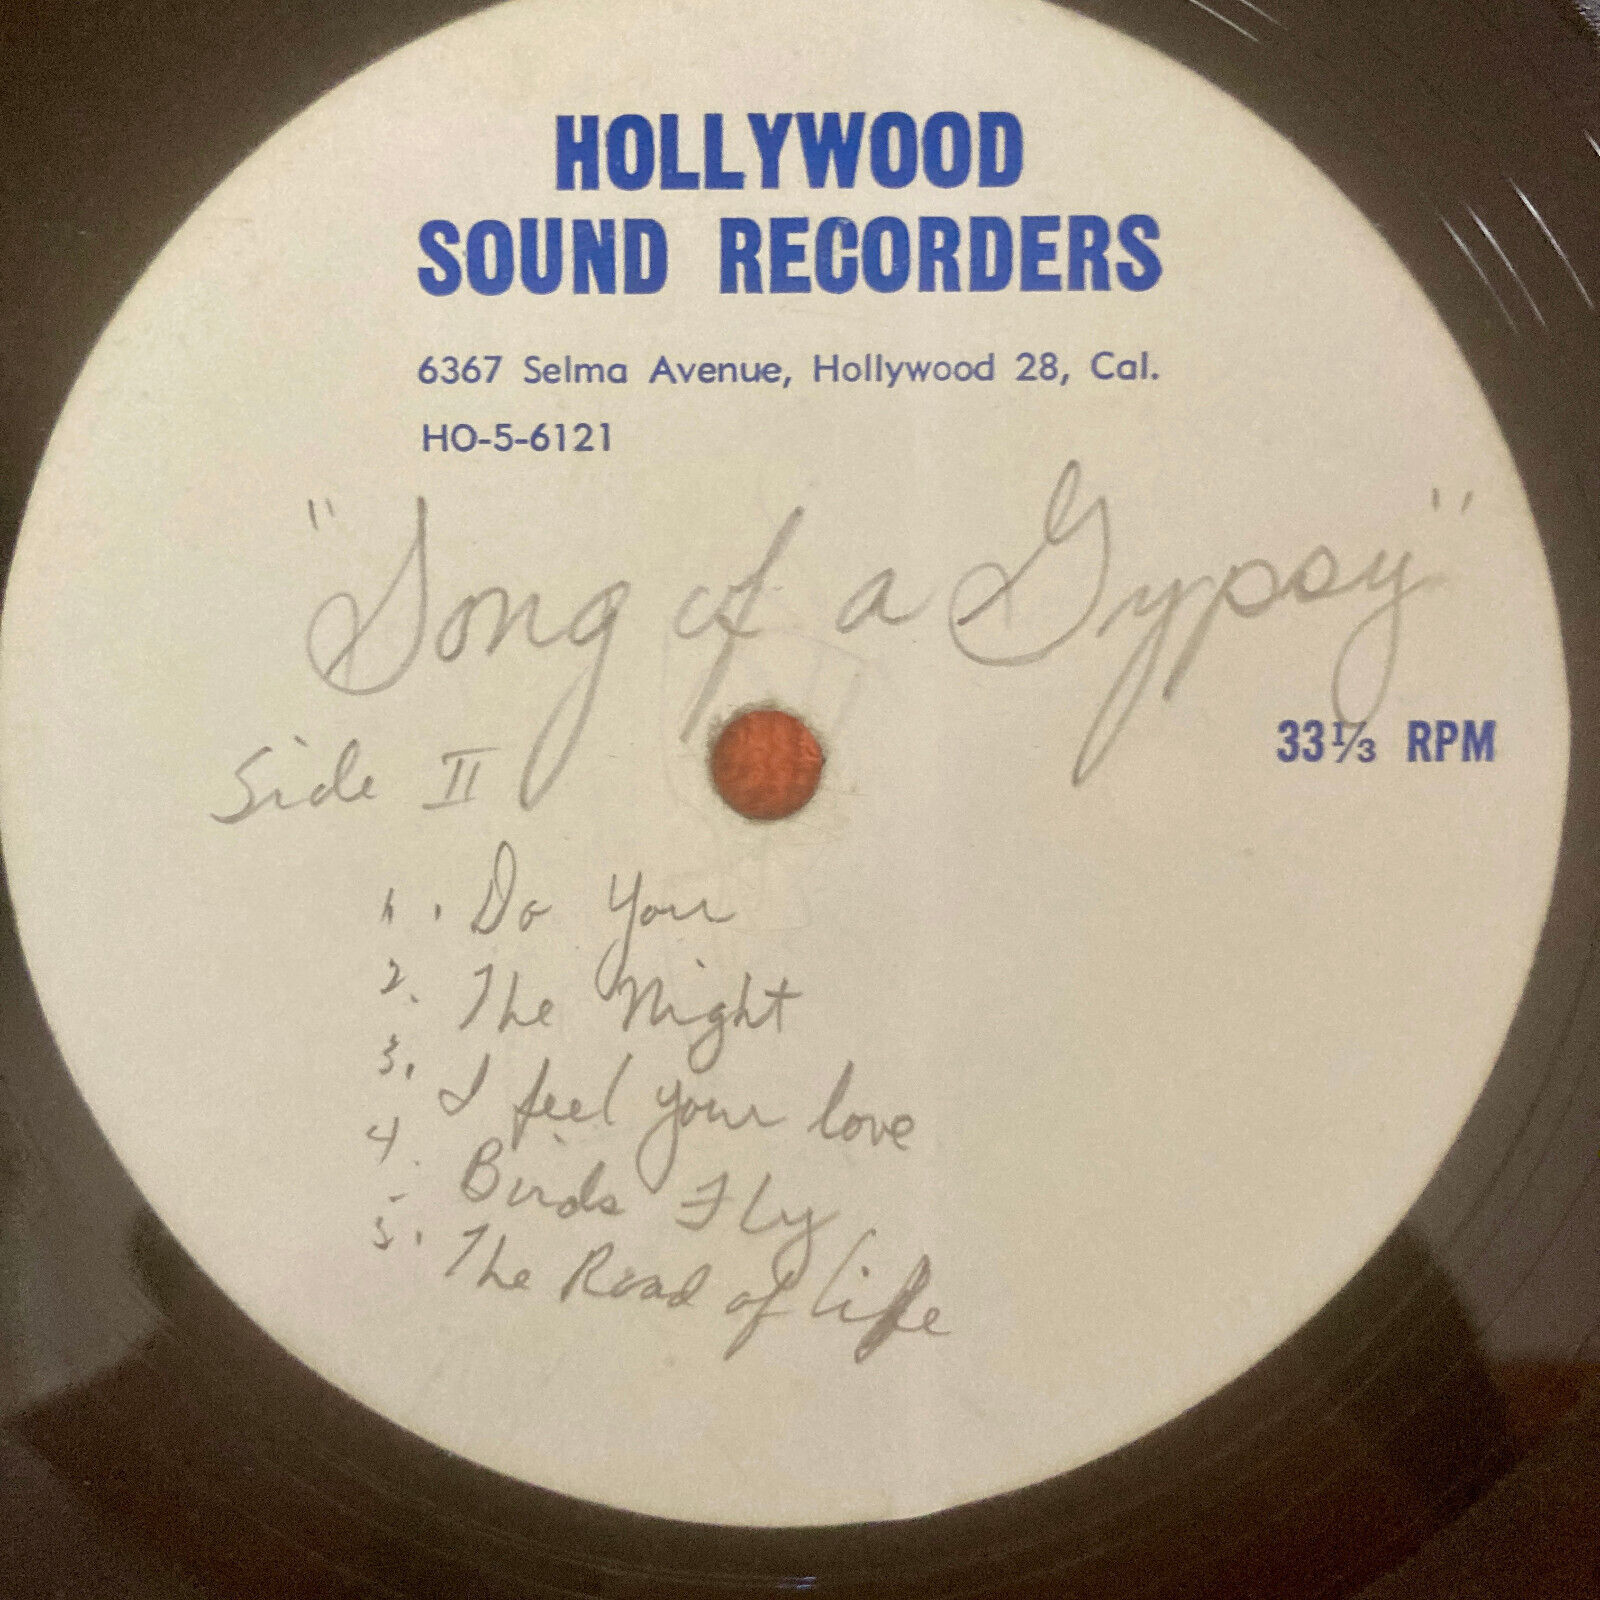 HOLLYWOOD
SOUND RECORDERS
6367 Selma Avenue, Hollywood 28, Cal.
HO-5-6121
"Song of a Gypsy"
33⅓ RPM
Side II
1. Do You
2. The Night
3. I feel your love
4. Birds Fly
5. The Road of life